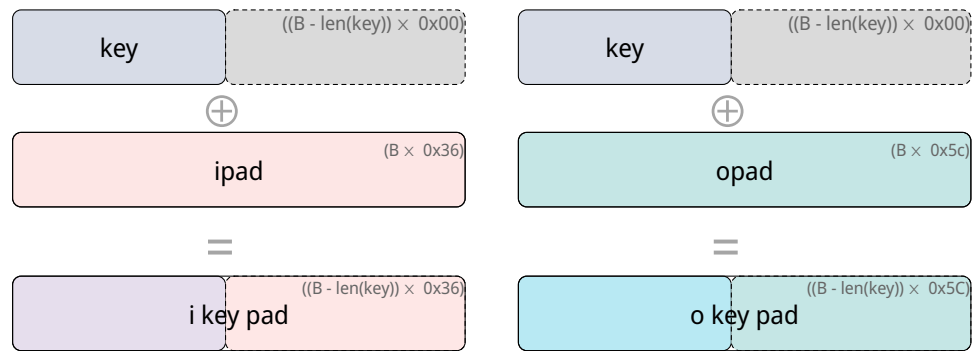 ((B - len(key)) × 0x00)
key
⊕
(B × 0x36)
ipad
=
((B - len(key)) × 0x36)
i key pad
((B - len(key)) × 0x00)
key
⊕
(B × 0x5c)
opad
=
((B - len(key)) × 0x5C)
o key pad